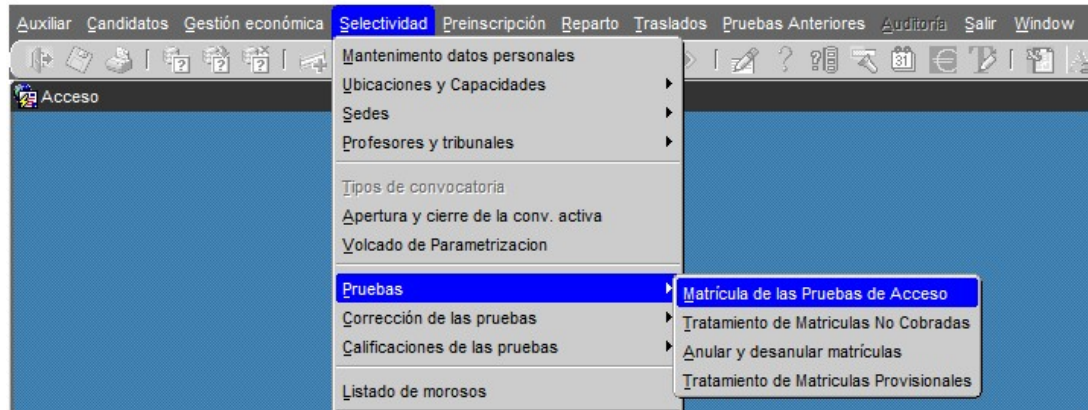 Auxiliar Candidatos Gestión económica Selectividad Preinscripción Reparto Traslados Pruebas Anteriores Auditoría Salir Window
31
Acceso
Mantenimento datos personales
Ubicaciones y Capacidades
Sedes
Profesores y tribunales
Tipos de convocatoria
Apertura y cierre de la conv. activa
Volcado de Parametrizacion
Pruebas
Corrección de las pruebas
Calificaciones de las pruebas
Listado de morosos
Matrícula de las Pruebas de Acceso
Tratamiento de Matriculas No Cobradas
Anular y desanular matrículas
Tratamiento de Matriculas Provisionales